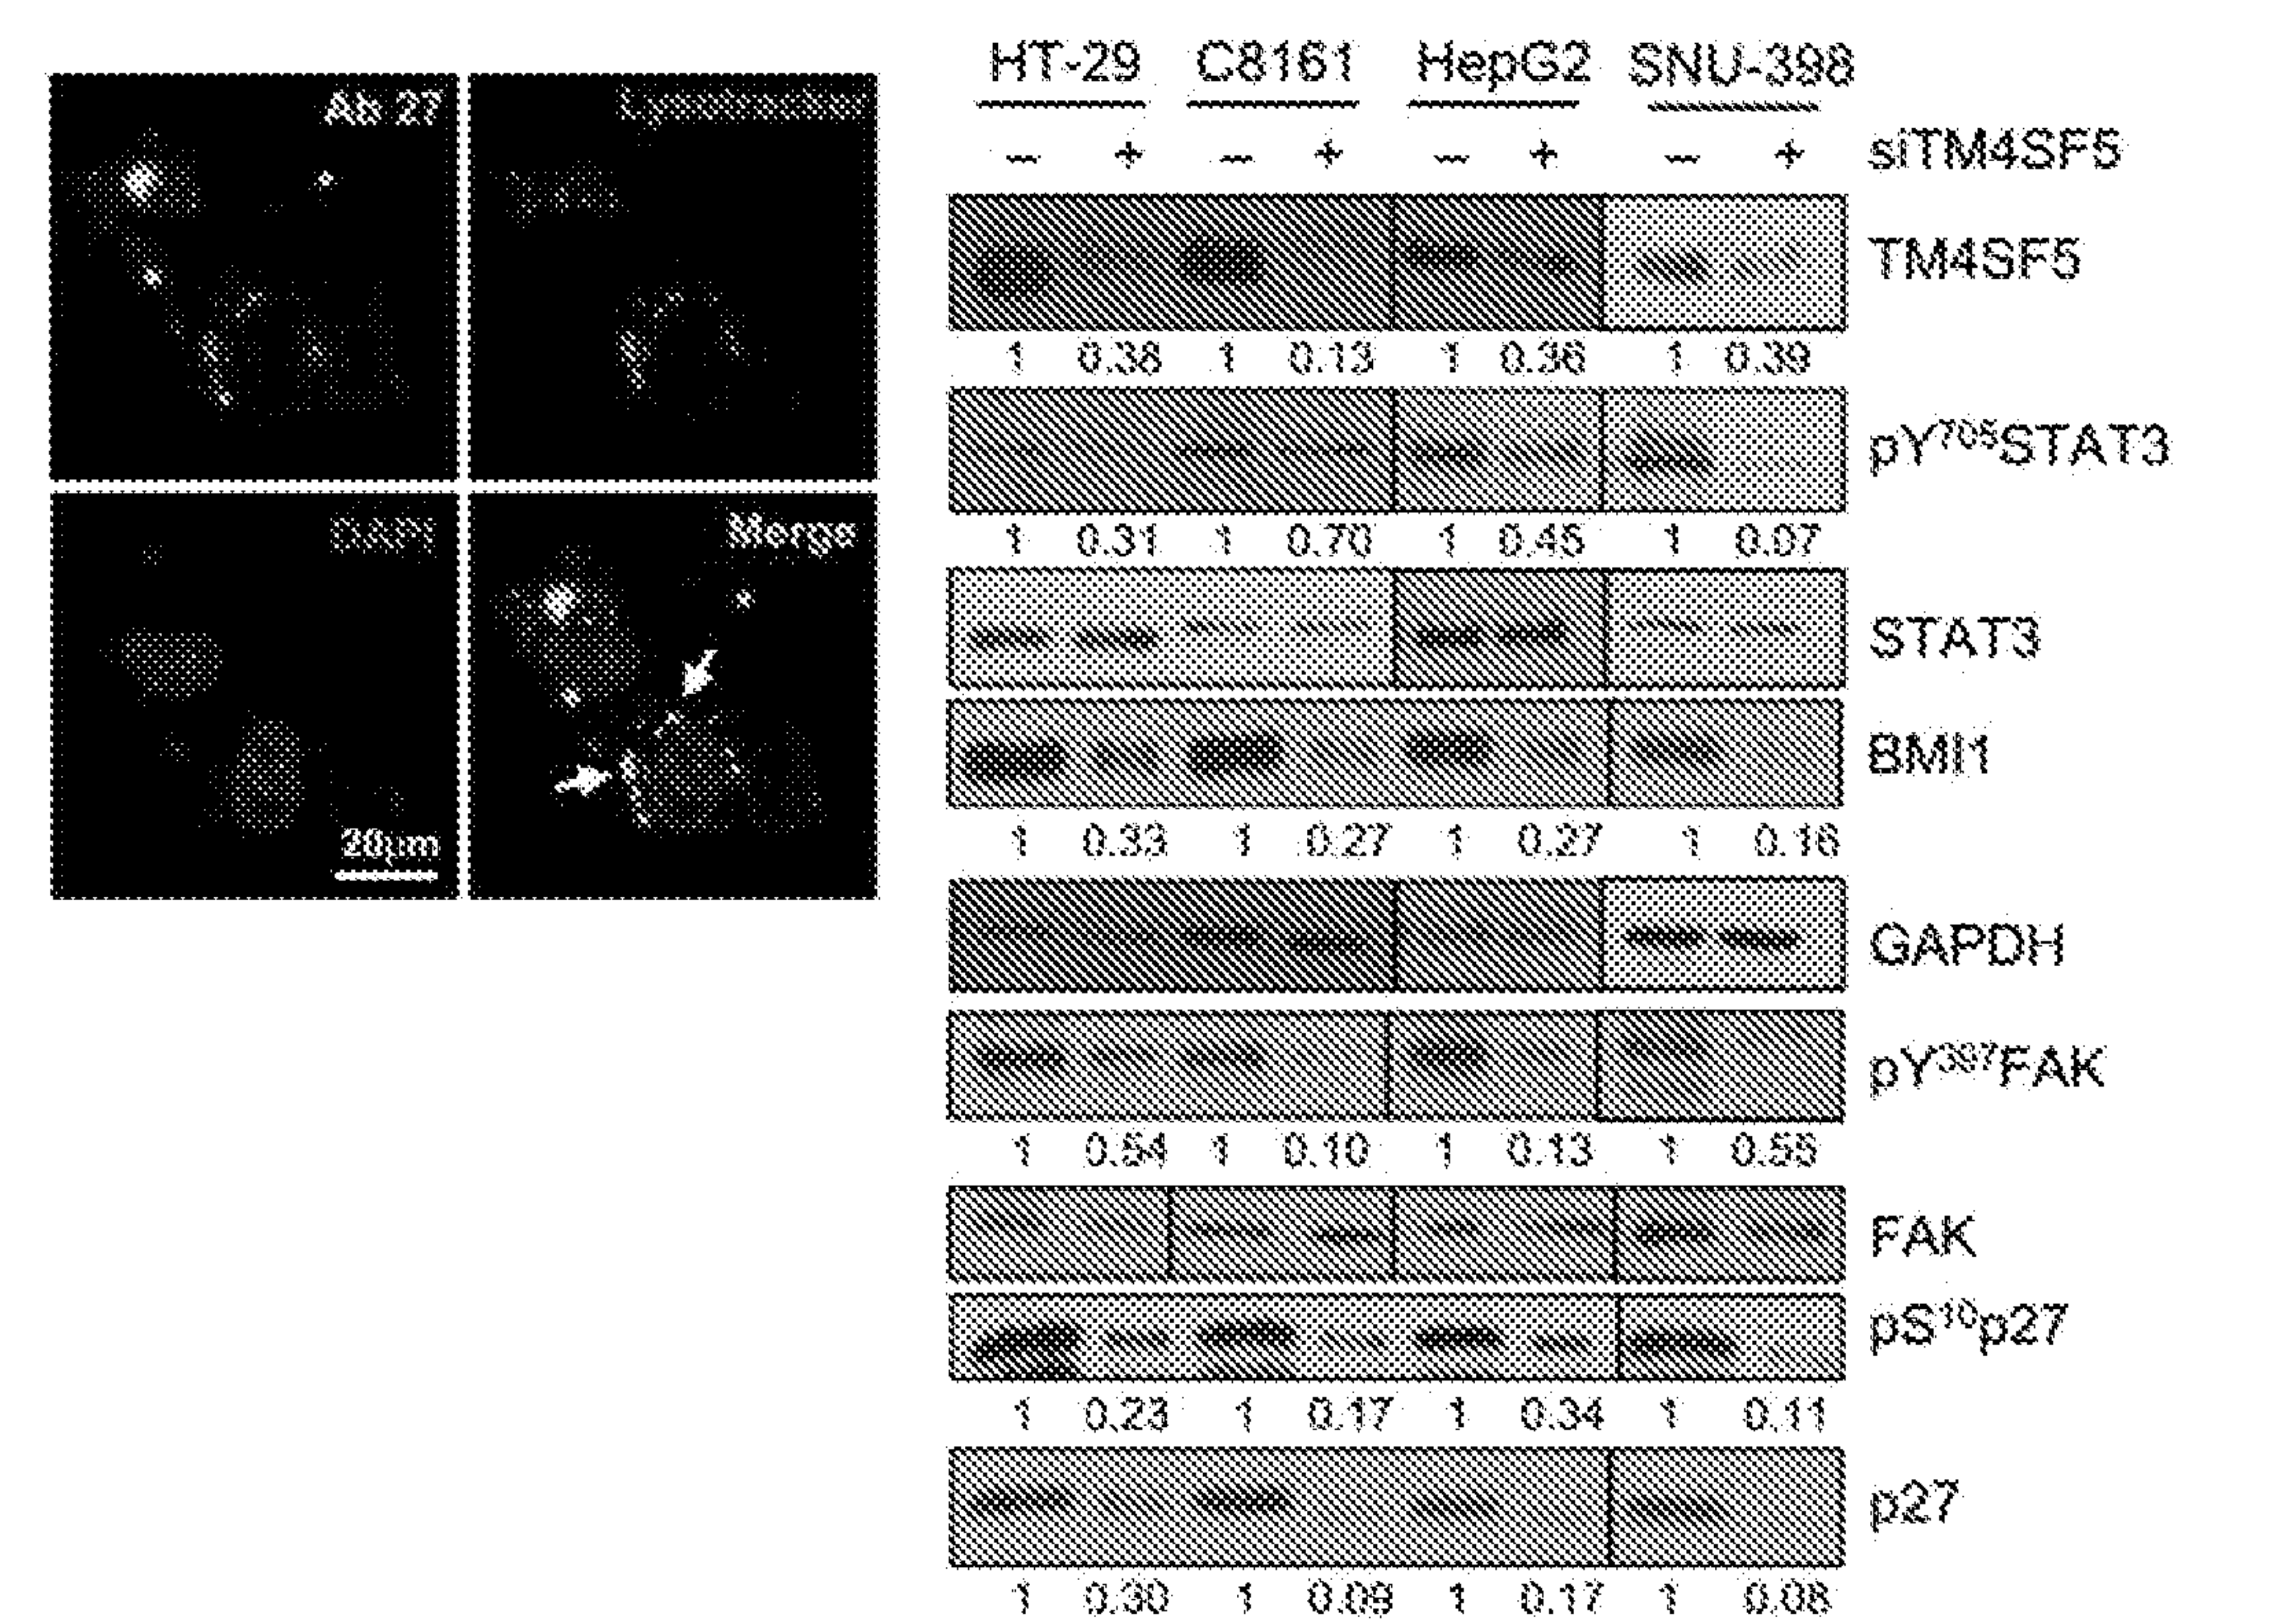 Ab 27
Lysotracker
DAPI
Merge
20μm
HT-29 C8161 HepG2 SNU-398
– + – + – + – + siTM4SF5
TM4SF5
1 0.38 1 0.13 1 0.36 1 0.39
pY705STAT3
1 0.31 1 0.70 1 0.45 1 0.07
STAT3
BMI1
1 0.33 1 0.27 1 0.27 1 0.16
GAPDH
pY397FAK
1 0.54 1 0.10 1 0.13 1 0.58
FAK
pS10p27
1 0.23 1 0.17 1 0.34 1 0.11
p27
1 0.30 1 0.09 1 0.17 1 0.08